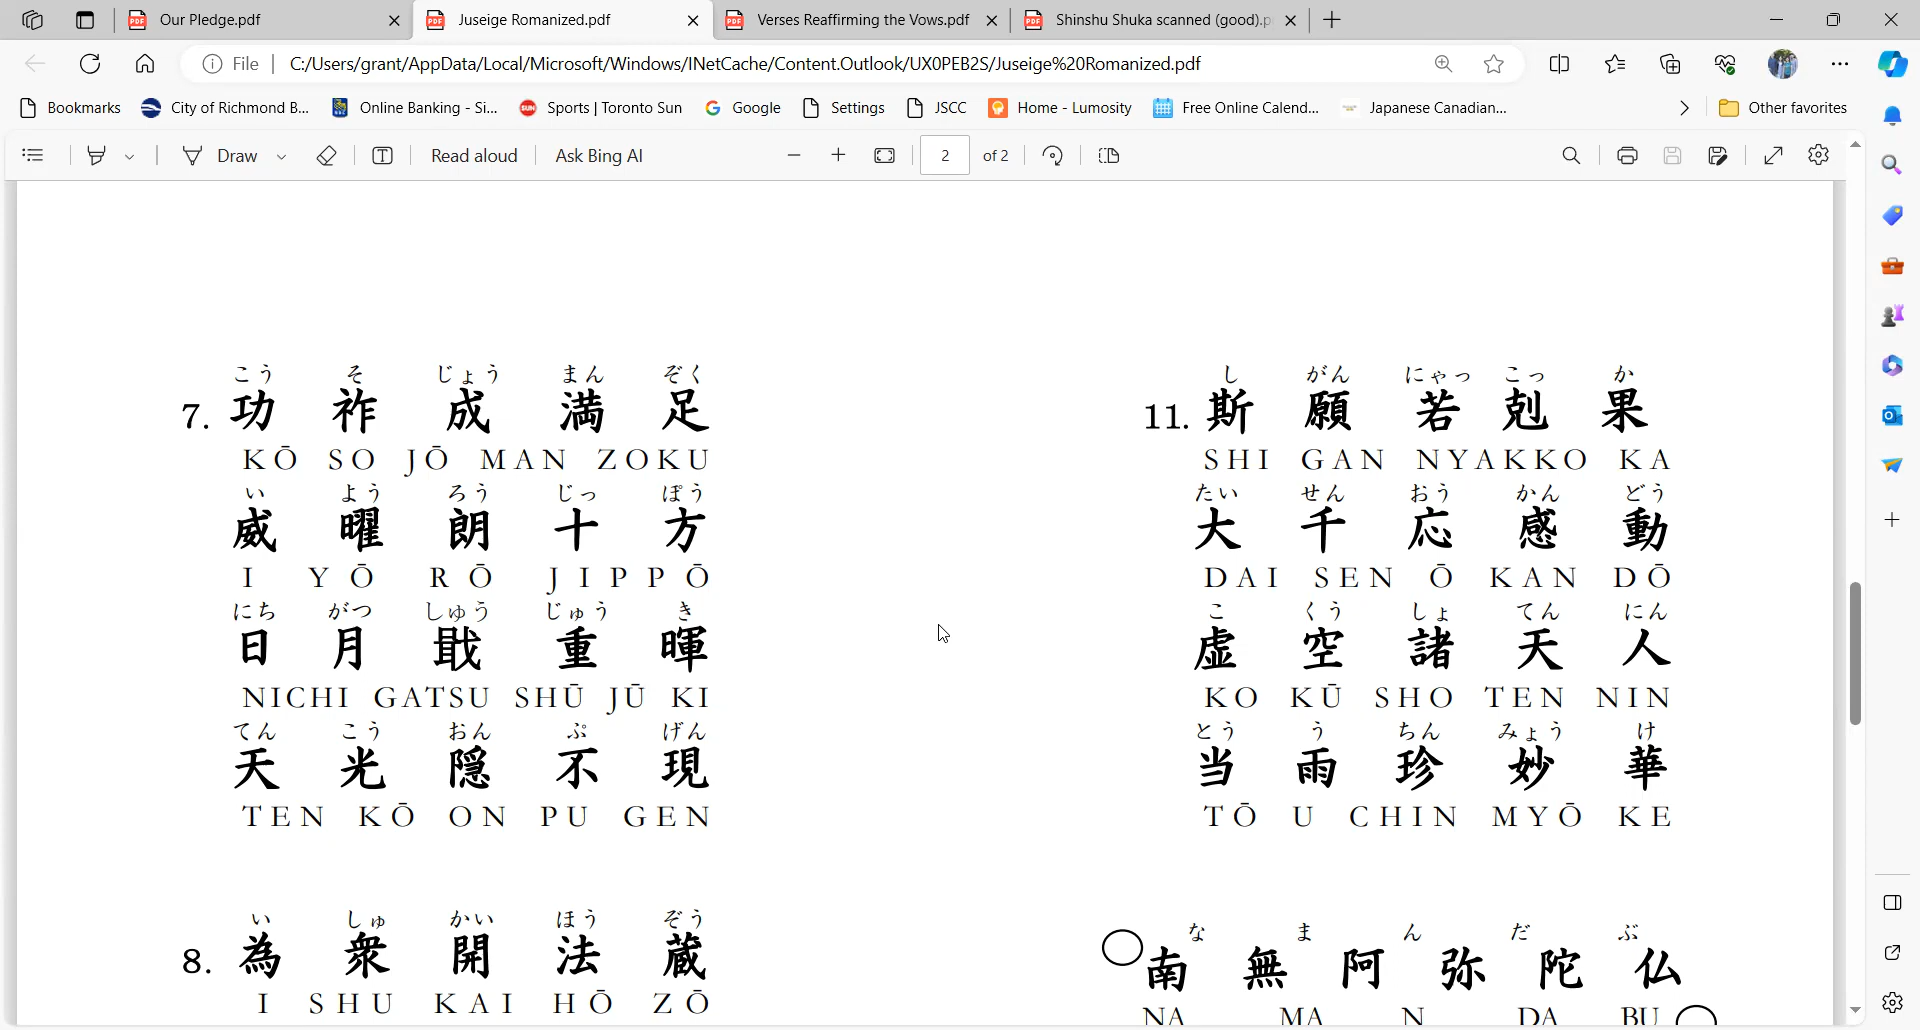 Our Pledge.pdf
Juseige Romanized.pdf
Verses Reaffirming the Vows.pdf
Shinshu Shuka scanned (good).p
File
C:/Users/grant/AppData/Local/Microsoft/Windows/INetCache/Content.Outlook/UX0PEB2S/Juseige%20Romanized.pdf
Bookmarks
City of Richmond B...
Online Banking - Si...
Sports | Toronto Sun
Google
Settings
JSCC
Home - Lumosity
Free Online Calend...
Japanese Canadian...
Other favorites
Draw
Read aloud
Ask Bing AI
2 of 2
こう そ じょう まん ぞく
7. 功 祚 成 満 足
KŌ SO JŌ MAN ZOKU
い よう ろう じっ ぽう
威 曜 朗 十 方
I YŌ RŌ JIPPŌ
にち がつ しゅう じゅう き
日 月 戢 重 暉
NICHI GATSU SHŪ JŪ KI
てん こう おん ぷ げん
天 光 隠 不 現
TEN KŌ ON PU GEN
い しゅ かい ほう ぞう
8. 為 衆 開 法 蔵
I SHU KAI HŌ ZŌ
し がん にゃっ こっ か
11. 斯 願 若 剋 果
SHI GAN NYAKKO KA
たい せん おう かん どう
大 千 応 感 動
DAI SEN Ō KAN DŌ
こ くう しょ てん にん
虚 空 諸 天 人
KO KŪ SHO TEN NIN
とう う ちん みょう け
当 雨 珍 妙 華
TŌ U CHIN MYŌ KE
な ま ん だ ぶ
南 無 阿 弥 陀 仏
NA MA N DA BU